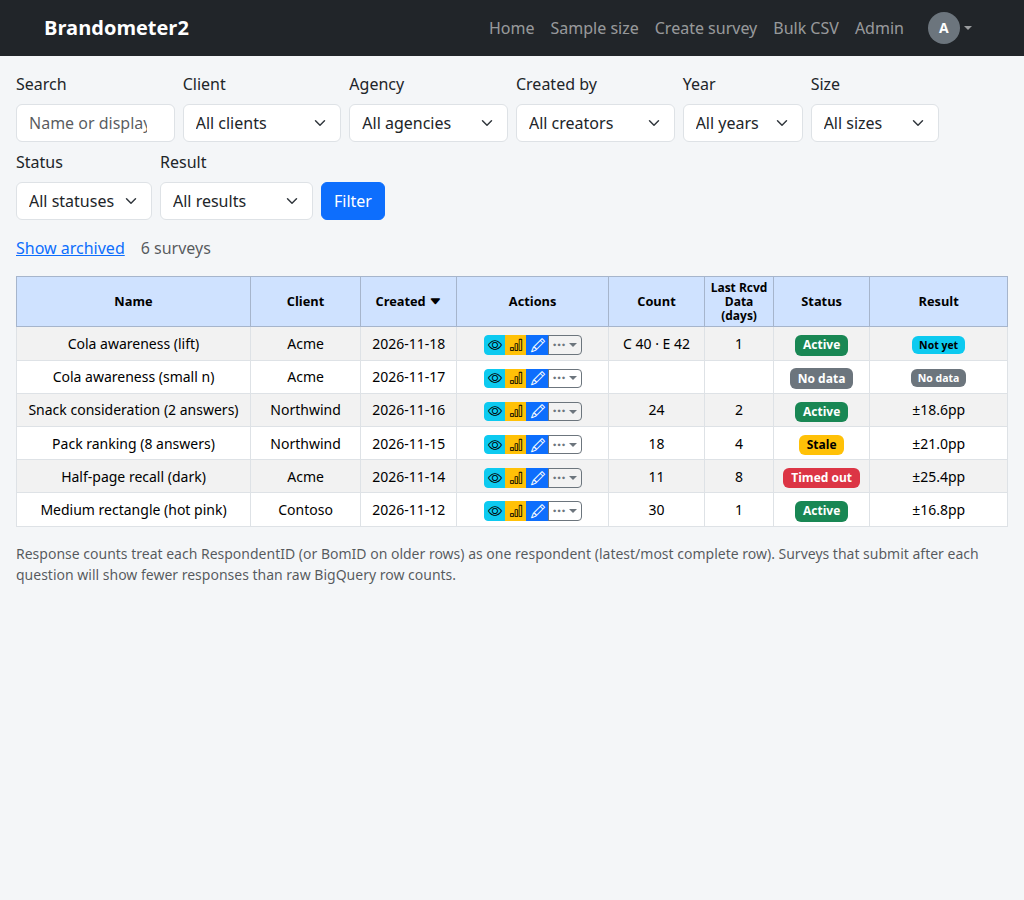 Brandometer2 Home Sample size Create survey Bulk CSV Admin A
Search Client Agency Created by Year Size
Name or display All clients All agencies All creators All years All sizes
Status Result
All statuses All results Filter
Show archived 6 surveys
Name Client Created Actions Count Last Rcvd Data (days) Status Result
Cola awareness (lift) Acme 2026-11-18 C 40 · E 42 1 Active Not yet
Cola awareness (small n) Acme 2026-11-17 No data No data
Snack consideration (2 answers) Northwind 2026-11-16 24 2 Active ±18.6pp
Pack ranking (8 answers) Northwind 2026-11-15 18 4 Stale ±21.0pp
Half-page recall (dark) Acme 2026-11-14 11 8 Timed out ±25.4pp
Medium rectangle (hot pink) Contoso 2026-11-12 30 1 Active ±16.8pp
Response counts treat each RespondentID (or BomID on older rows) as one respondent (latest/most complete row). Surveys that submit after each
question will show fewer responses than raw BigQuery row counts.